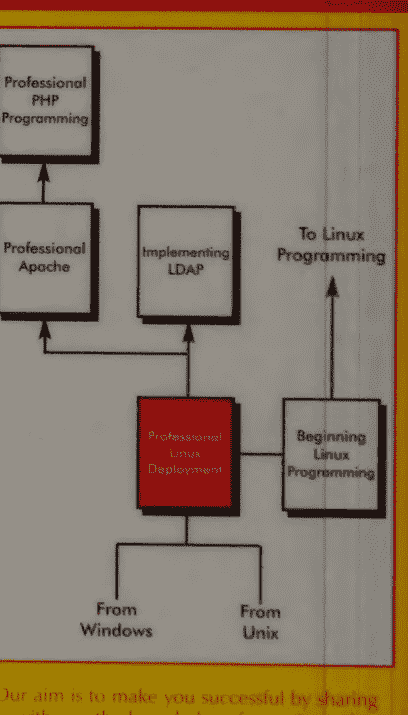 Professional
PHP
Programming
Professional
Apache
Implementing
LDAP
To Linux
Programming
Professional
Linux
Deployment
Beginning
Linux
Programming
From
Windows
From
Unix
Our aim is to make you successful by sharing